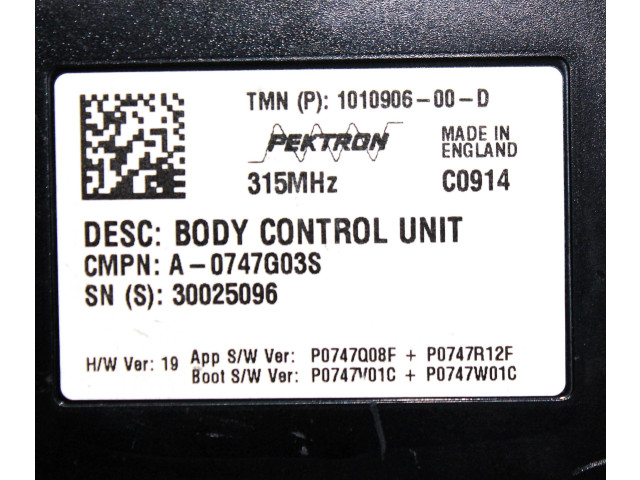 TMN (P): 1010906-00-D
PEKTRON
MADE IN
ENGLAND
315MHz
C0914
DESC: BODY CONTROL UNIT
CMPN: A-0747G03S
SN (S): 30025096
H/W Ver: 19
App S/W Ver: P0747Q08F + P0747R12F
Boot S/W Ver: P0747V01C + P0747W01C